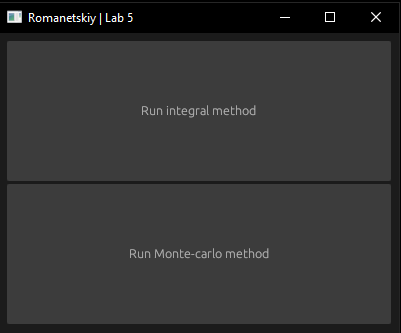 Romanetskiy | Lab 5
Run integral method
Run Monte-carlo method